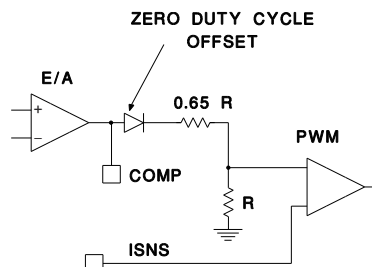 ZERO DUTY CYCLE
OFFSET
E/A
0.65 R
+
−
PWM
COMP
R
ISNS